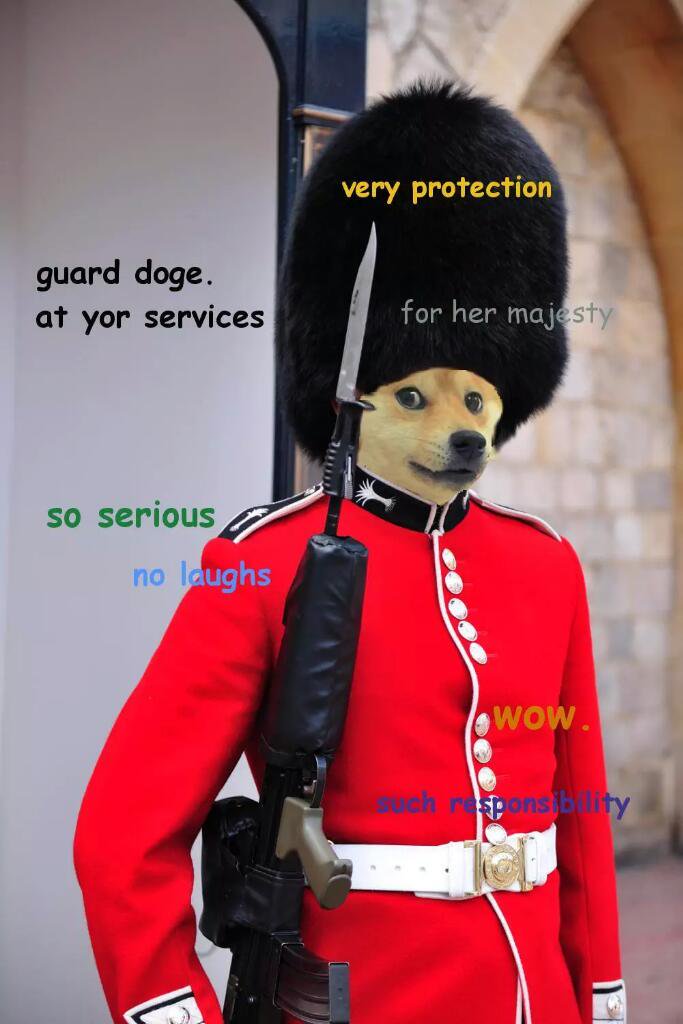 very protection
guard doge.
at yor services
for her majesty
so serious
no laughs
wow.
such responsibility